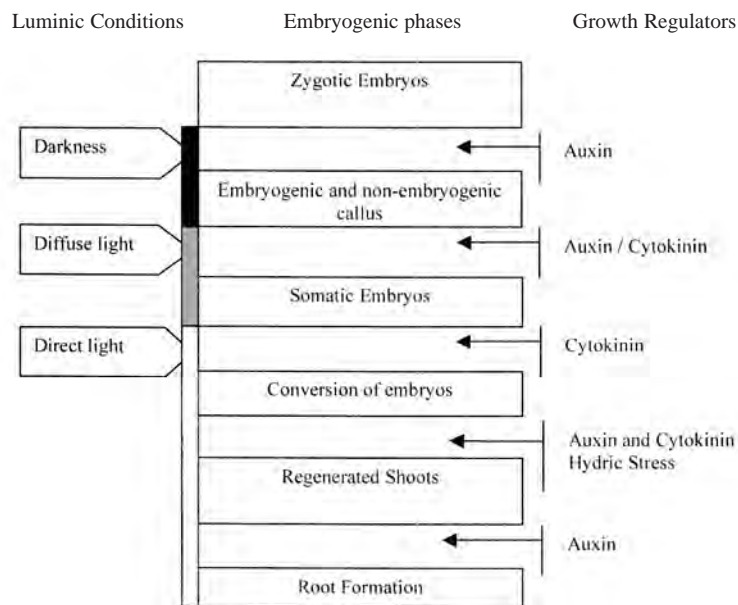 Luminic Conditions Embryogenic phases Growth Regulators
Zygotic Embryos
Darkness
Auxin
Embryogenic and non-embryogenic
callus
Diffuse light
Auxin / Cytokinin
Somatic Embryos
Direct light
Cytokinin
Conversion of embryos
Auxin and Cytokinin
Hydric Stress
Regenerated Shoots
Auxin
Root Formation